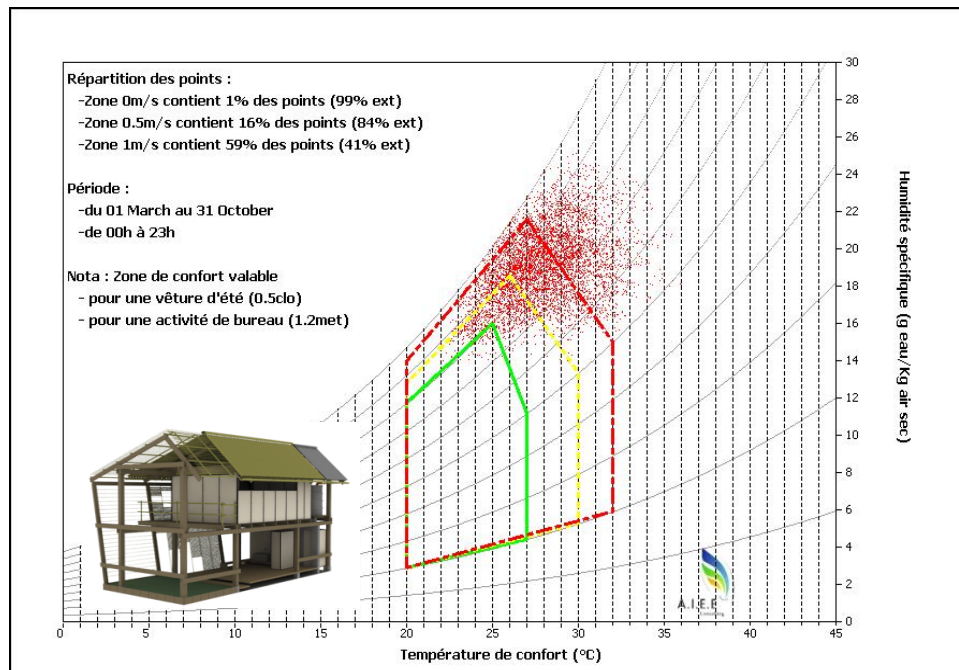 Répartition des points :
-Zone 0m/s contient 1% des points (99% ext)
-Zone 0.5m/s contient 16% des points (84% ext)
-Zone 1m/s contient 59% des points (41% ext)
Période :
-du 01 March au 31 October
-de 00h à 23h
Nota : Zone de confort valable
- pour une vêture d'été (0.5clo)
- pour une activité de bureau (1.2met)
30
28
26
24
22
20
18
16
14
12
10
8
6
4
2
0
Humidité spécifique (g eau/Kg air sec)
A.I.E.E
0 5 10 15 20 25 30 35 40 45
Température de confort (°C)